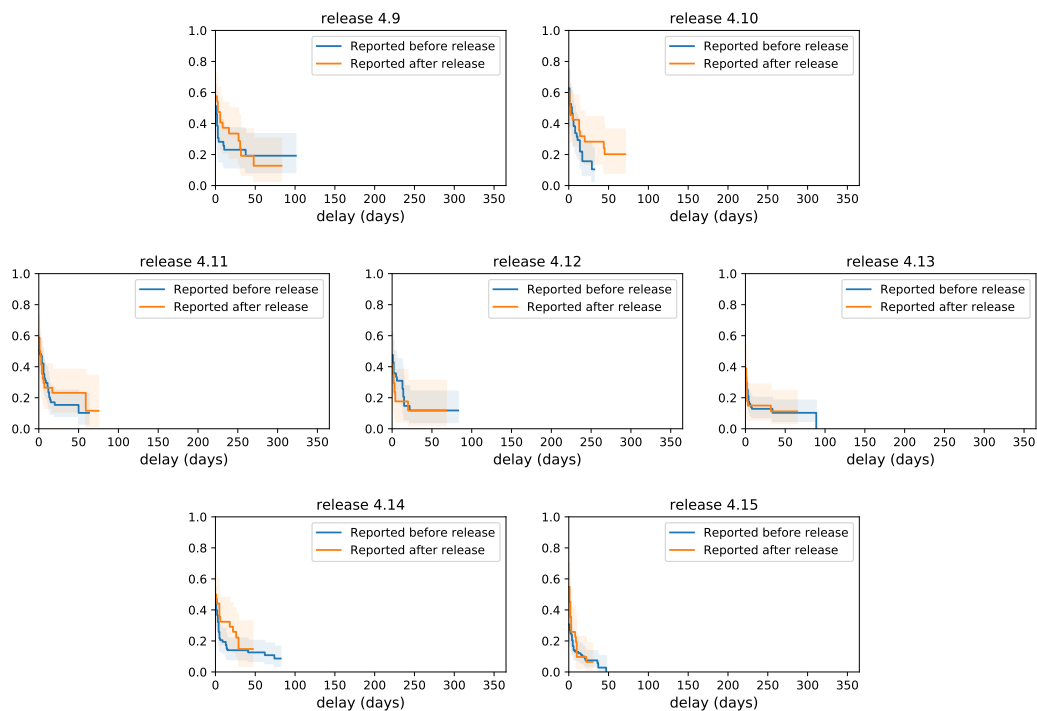 release 4.9
1.0
0.8
0.6
0.4
0.2
0.0
Reported before release
Reported after release
0 50 100 150 200 250 300 350
delay (days)
release 4.10
1.0
0.8
0.6
0.4
0.2
0.0
Reported before release
Reported after release
0 50 100 150 200 250 300 350
delay (days)
release 4.11
1.0
0.8
0.6
0.4
0.2
0.0
Reported before release
Reported after release
0 50 100 150 200 250 300 350
delay (days)
release 4.12
1.0
0.8
0.6
0.4
0.2
0.0
Reported before release
Reported after release
0 50 100 150 200 250 300 350
delay (days)
release 4.13
1.0
0.8
0.6
0.4
0.2
0.0
Reported before release
Reported after release
0 50 100 150 200 250 300 350
delay (days)
release 4.14
1.0
0.8
0.6
0.4
0.2
0.0
Reported before release
Reported after release
0 50 100 150 200 250 300 350
delay (days)
release 4.15
1.0
0.8
0.6
0.4
0.2
0.0
Reported before release
Reported after release
0 50 100 150 200 250 300 350
delay (days)